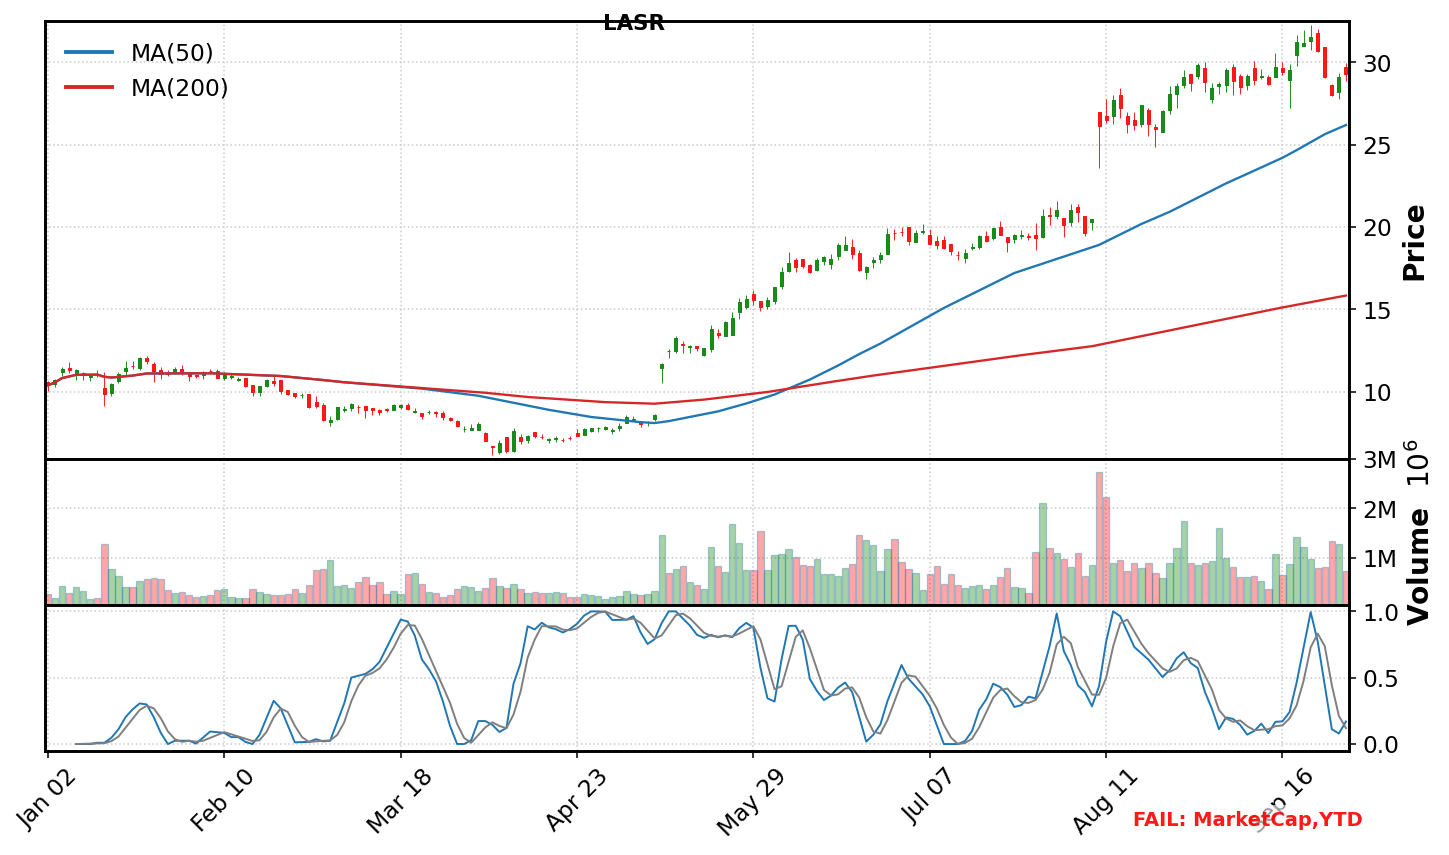 LASR
MA(50)
MA(200)
30
25
20
15
10
Price
3M
2M
1M
Volume 10⁶
1.0
0.5
0.0
Jan 02
Feb 10
Mar 18
Apr 23
May 29
Jul 07
Aug 11
Sep 16
FAIL: MarketCap,YTD